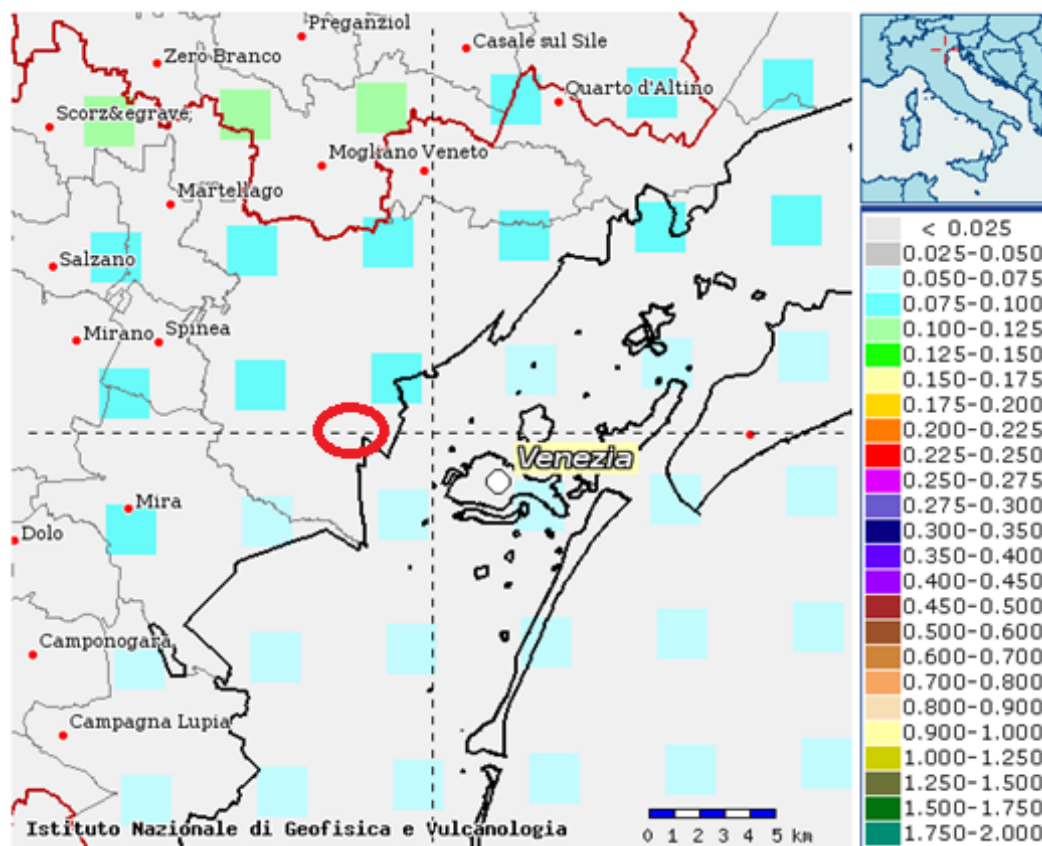 Preganziol
Casale sul Sile
Zero Branco
Quarto d'Altino
Scorz&egrave;
Mogliano Veneto
Martellago
Salzano
Mirano
Spinea
Venezia
Mira
Dolo
Camponogara
Campagna Lupia
Istituto Nazionale di Geofisica e Vulcanologia
0 1 2 3 4 5 km
< 0.025
0.025-0.050
0.050-0.075
0.075-0.100
0.100-0.125
0.125-0.150
0.150-0.175
0.175-0.200
0.200-0.225
0.225-0.250
0.250-0.275
0.275-0.300
0.300-0.350
0.350-0.400
0.400-0.450
0.450-0.500
0.500-0.600
0.600-0.700
0.700-0.800
0.800-0.900
0.900-1.000
1.000-1.250
1.250-1.500
1.500-1.750
1.750-2.000